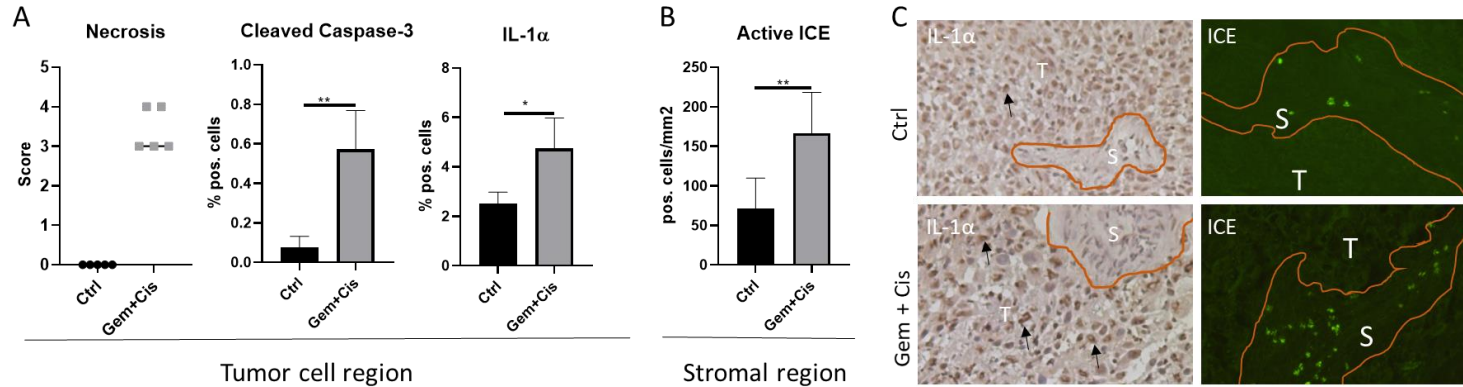 A
Necrosis
Score
5
4
3
2
1
0
Ctrl
Gem+Cis
Cleaved Caspase-3
% pos. cells
1.0
0.8
0.6
0.4
0.2
0.0
**
Ctrl
Gem+Cis
IL-1α
% pos. cells
8
6
4
2
0
*
Ctrl
Gem+Cis
Tumor cell region
B
Active ICE
pos. cells/mm2
250
200
150
100
50
0
**
Ctrl
Gem+Cis
Stromal region
C
Ctrl
IL-1α
T
S
ICE
S
T
Gem + Cis
IL-1α
S
T
ICE
T
S